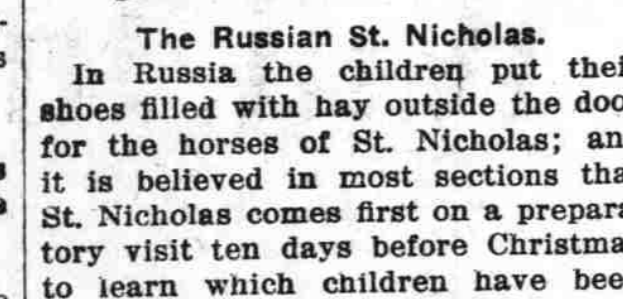 The Russian St. Nicholas.
In Russia the children put thei
shoes filled with hay outside the doo
for the horses of St. Nicholas; an
it is believed in most sections tha
St. Nicholas comes first on a prepara
tory visit ten days before Christma
to learn which children have bee